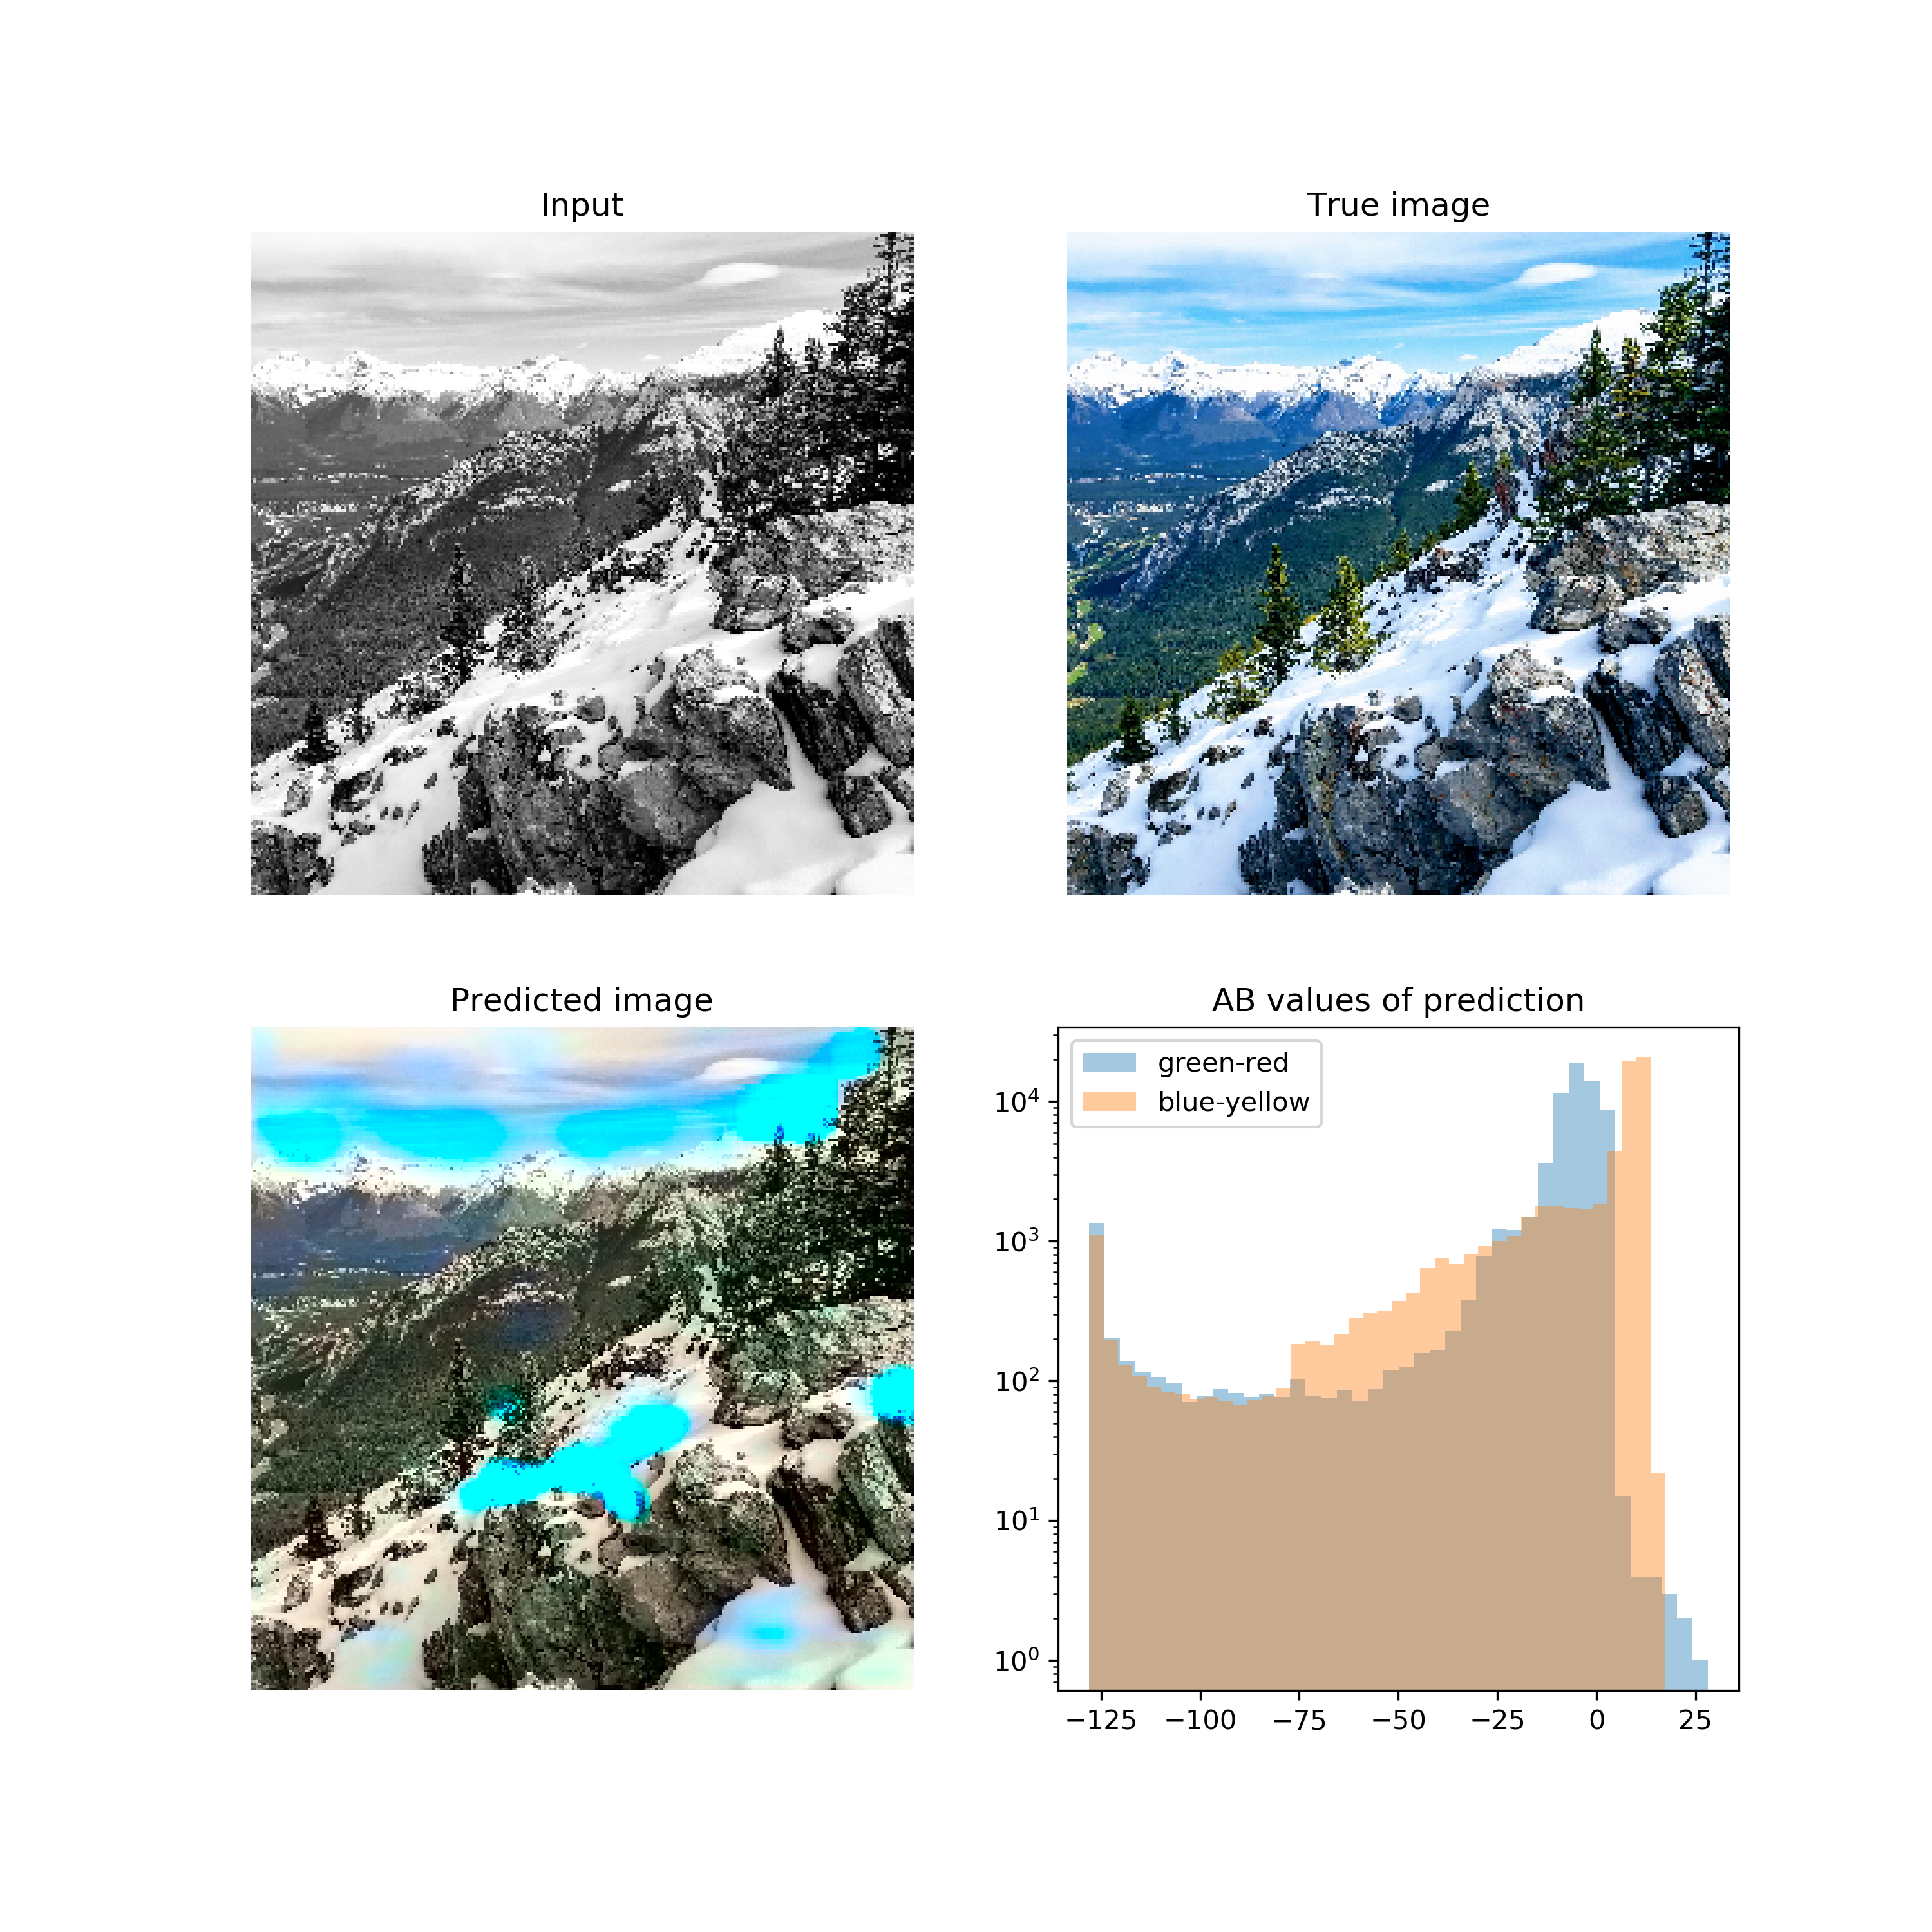 Input
True image
Predicted image
AB values of prediction
green-red
blue-yellow
10⁴
10³
10²
10¹
10⁰
−125 −100 −75 −50 −25 0 25